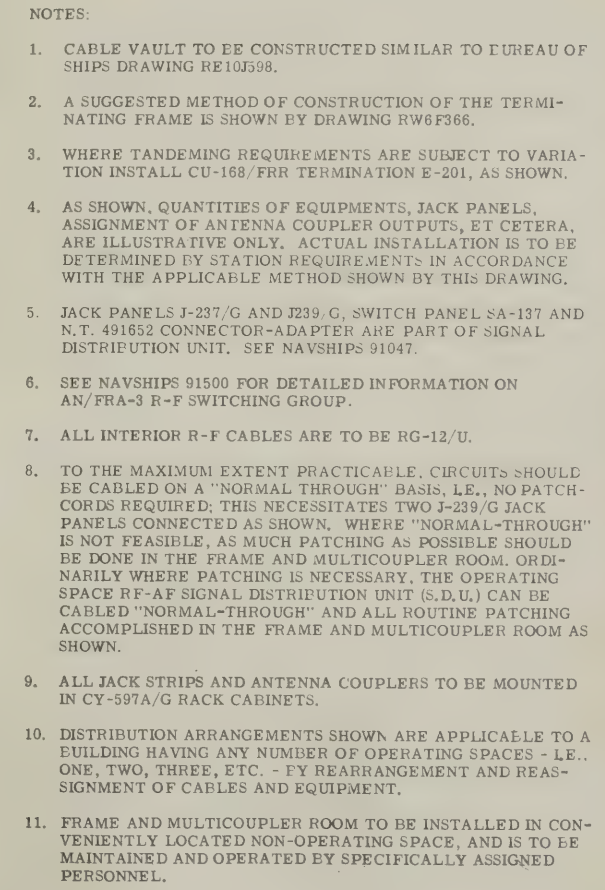 NOTES:
1. CABLE VAULT TO BE CONSTRUCTED SIMILAR TO BUREAU OF
SHIPS DRAWING RE10J598.
2. A SUGGESTED METHOD OF CONSTRUCTION OF THE TERMI-
NATING FRAME IS SHOWN BY DRAWING RW6F366.
3. WHERE TANDEMING REQUIREMENTS ARE SUBJECT TO VARIA-
TION INSTALL CU-168/FRR TERMINATION E-201, AS SHOWN.
4. AS SHOWN, QUANTITIES OF EQUIPMENTS, JACK PANELS,
ASSIGNMENT OF ANTENNA COUPLER OUTPUTS, ET CETERA,
ARE ILLUSTRATIVE ONLY. ACTUAL INSTALLATION IS TO BE
DETERMINED BY STATION REQUIREMENTS IN ACCORDANCE
WITH THE APPLICABLE METHOD SHOWN BY THIS DRAWING.
5. JACK PANELS J-237/G AND J239/G, SWITCH PANEL SA-137 AND
N.T. 491652 CONNECTOR-ADAPTER ARE PART OF SIGNAL
DISTRIBUTION UNIT. SEE NAVSHIPS 91047.
6. SEE NAVSHIPS 91500 FOR DETAILED INFORMATION ON
AN/FRA-3 R-F SWITCHING GROUP.
7. ALL INTERIOR R-F CABLES ARE TO BE RG-12/U.
8. TO THE MAXIMUM EXTENT PRACTICABLE, CIRCUITS SHOULD
BE CABLED ON A "NORMAL THROUGH" BASIS, I.E., NO PATCH-
CORDS REQUIRED; THIS NECESSITATES TWO J-239/G JACK
PANELS CONNECTED AS SHOWN. WHERE "NORMAL-THROUGH"
IS NOT FEASIBLE, AS MUCH PATCHING AS POSSIBLE SHOULD
BE DONE IN THE FRAME AND MULTICOUPLER ROOM. ORDI-
NARILY WHERE PATCHING IS NECESSARY, THE OPERATING
SPACE RF-AF SIGNAL DISTRIBUTION UNIT (S.D.U.) CAN BE
CABLED "NORMAL-THROUGH" AND ALL ROUTINE PATCHING
ACCOMPLISHED IN THE FRAME AND MULTICOUPLER ROOM AS
SHOWN.
9. ALL JACK STRIPS AND ANTENNA COUPLERS TO BE MOUNTED
IN CY-597A/G RACK CABINETS.
10. DISTRIBUTION ARRANGEMENTS SHOWN ARE APPLICABLE TO A
BUILDING HAVING ANY NUMBER OF OPERATING SPACES - I.E.,
ONE, TWO, THREE, ETC. - BY REARRANGEMENT AND REAS-
SIGNMENT OF CABLES AND EQUIPMENT.
11. FRAME AND MULTICOUPLER ROOM TO BE INSTALLED IN CON-
VENIENTLY LOCATED NON-OPERATING SPACE, AND IS TO BE
MAINTAINED AND OPERATED BY SPECIFICALLY ASSIGNED
PERSONNEL.